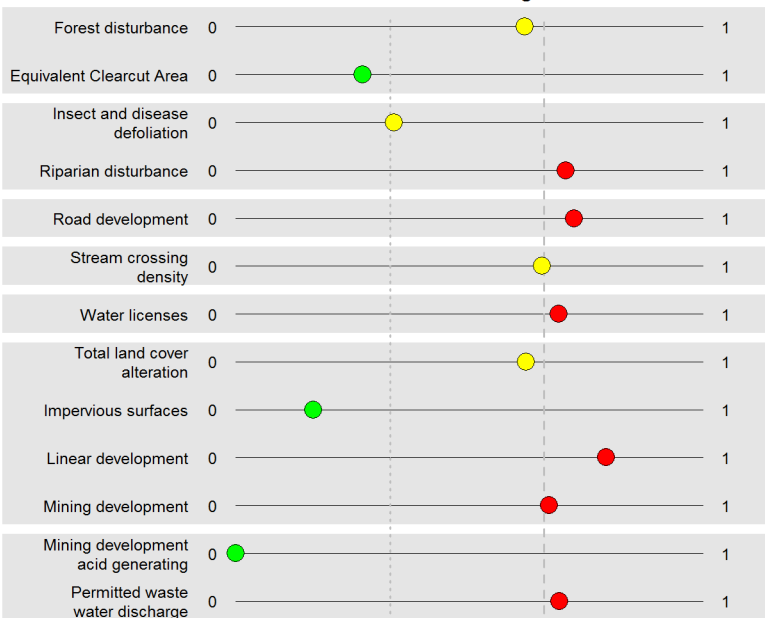 Forest disturbance 0 1
Equivalent Clearcut Area 0 1
Insect and disease
defoliation 0 1
Riparian disturbance 0 1
Road development 0 1
Stream crossing
density 0 1
Water licenses 0 1
Total land cover
alteration 0 1
Impervious surfaces 0 1
Linear development 0 1
Mining development 0 1
Mining development
acid generating 0 1
Permitted waste
water discharge 0 1